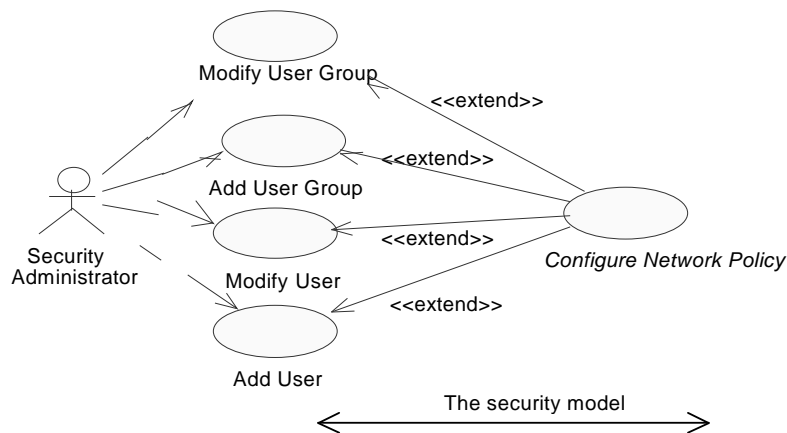 Modify User Group
<<extend>>
<<extend>>
Add User Group
Security
Administrator
<<extend>>
Configure Network Policy
Modify User
<<extend>>
Add User
The security model